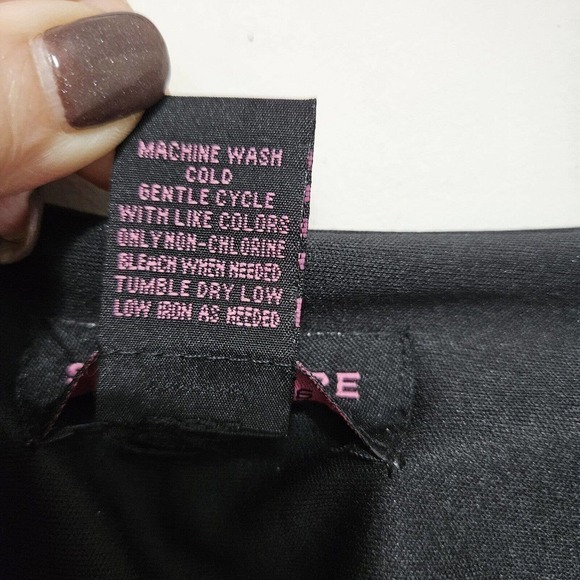 MACHINE WASH
COLD
GENTLE CYCLE
WITH LIKE COLORS
ONLY NON-CHLORINE
BLEACH WHEN NEEDED
TUMBLE DRY LOW
LOW IRON AS NEEDED